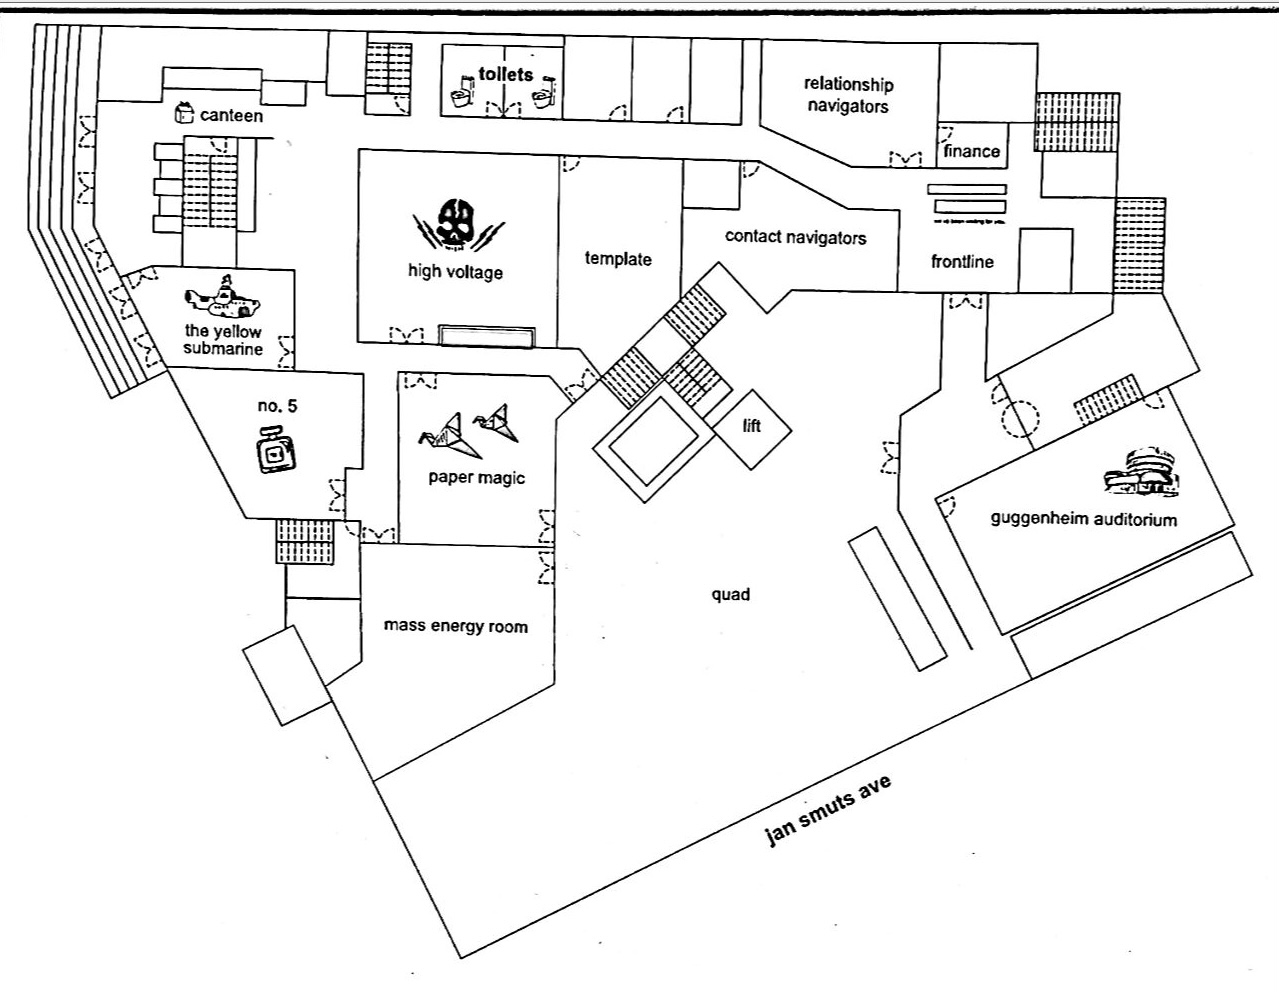 toilets
relationship
navigators
canteen
finance
contact navigators
template
high voltage
frontline
the yellow
submarine
no. 5
lift
paper magic
guggenheim auditorium
quad
mass energy room
jan smuts ave